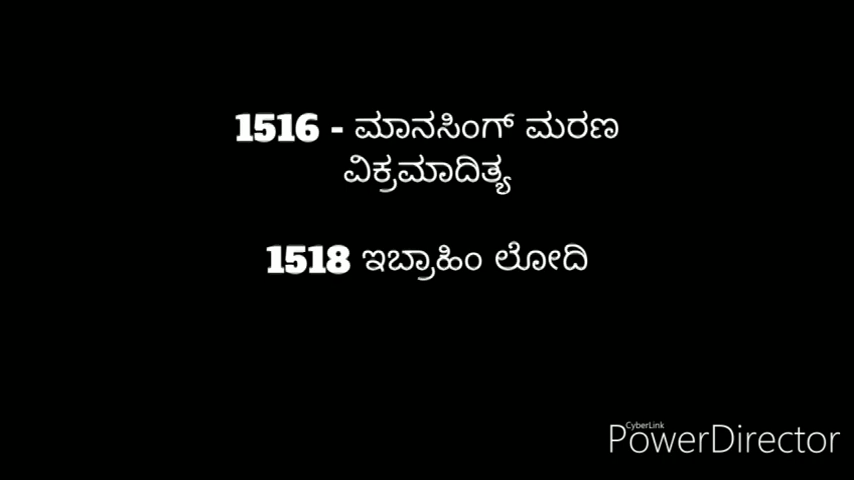 1516 - ಮಾನಸಿಂಗ್ ಮರಣ
ವಿಕ್ರಮಾದಿತ್ಯ
1518 ಇಬ್ರಾಹಿಂ ಲೋದಿ
CyberLink
PowerDirector